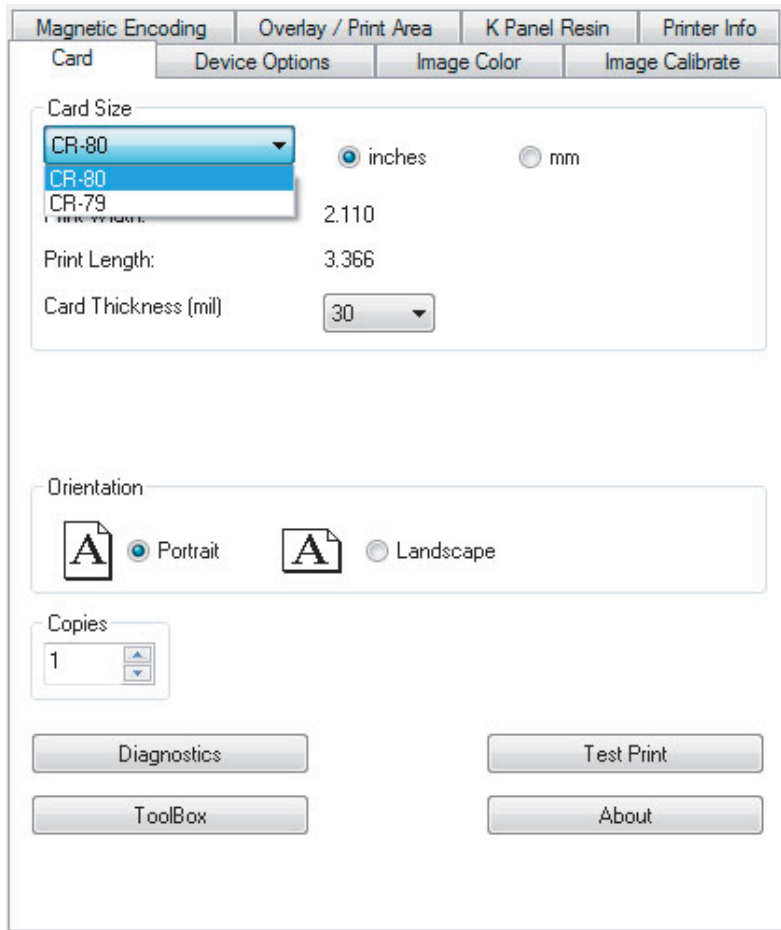 Magnetic Encoding Overlay / Print Area K Panel Resin Printer Info
Card Device Options Image Color Image Calibrate
Card Size
CR-80 inches mm
CR-80
CR-79
Print Width: 2.110
Print Length: 3.366
Card Thickness (mil) 30
Orientation
A Portrait A Landscape
Copies
1
Diagnostics Test Print
ToolBox About